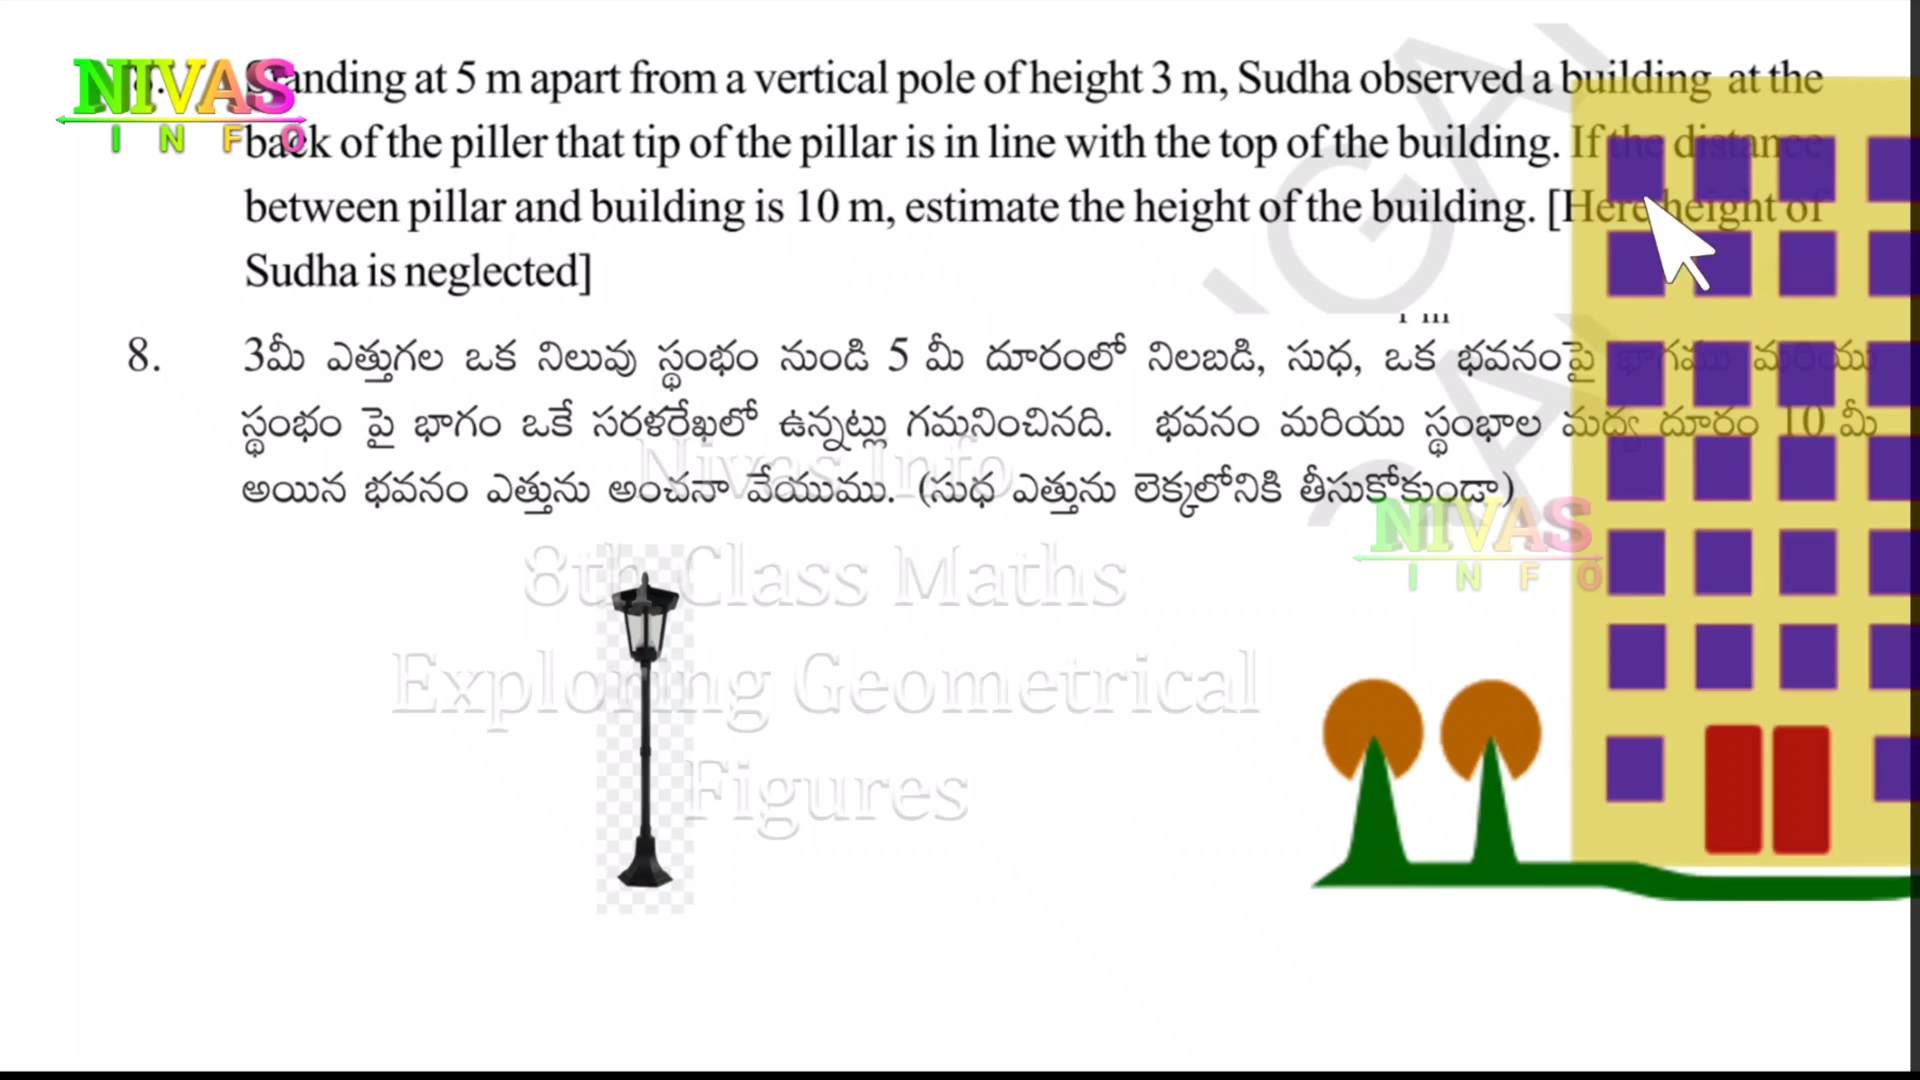 NIVAS
INFO
8. Standing at 5 m apart from a vertical pole of height 3 m, Sudha observed a building at the
back of the piller that tip of the pillar is in line with the top of the building. If the distance
between pillar and building is 10 m, estimate the height of the building. [Here height of
Sudha is neglected]
8. 3మీ ఎత్తుగల ఒక నిలువు స్థంభం నుండి 5 మీ దూరంలో నిలబడి, సుధ, ఒక భవనంపై భాగము మరియు
స్థంభం పై భాగం ఒకే సరళరేఖలో ఉన్నట్లు గమనించినది. భవనం మరియు స్థంభాల మధ్య దూరం 10 మీ
అయిన భవనం ఎత్తును అంచనా వేయుము. (సుధ ఎత్తును లెక్కలోనికి తీసుకోకుండా)
Nivas Info
8th Class Maths
Exploring Geometrical
Figures
NIVAS
INFO